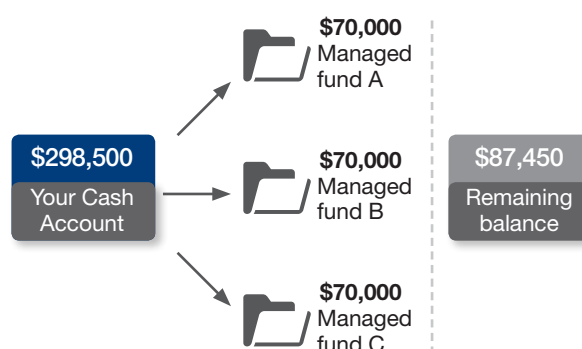 $298,500
Your Cash
Account
$70,000
Managed
fund A
$70,000
Managed
fund B
$70,000
Managed
fund C
$87,450
Remaining
balance